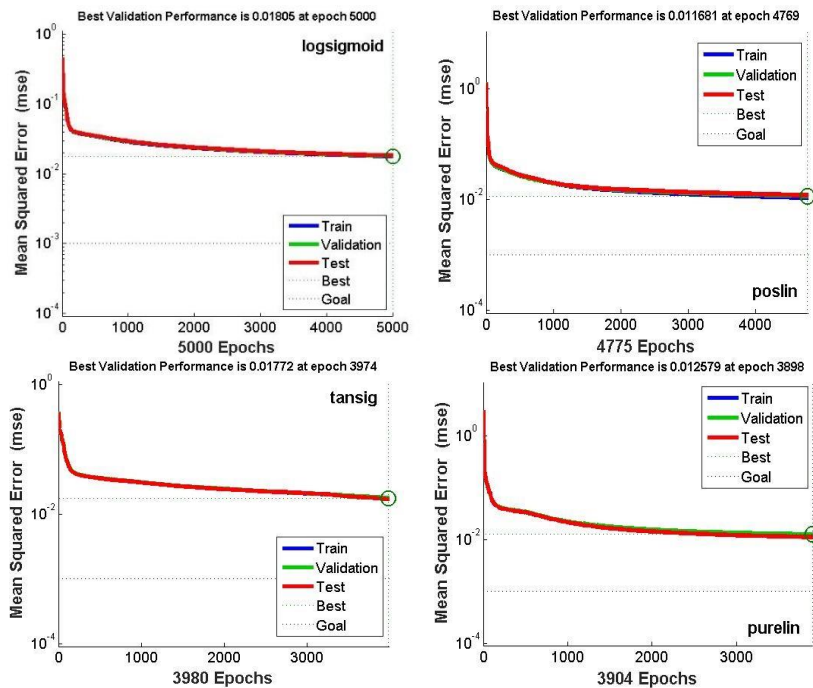 Best Validation Performance is 0.01805 at epoch 5000
logsigmoid
Mean Squared Error (mse)
10^0
10^-1
10^-2
10^-3
10^-4
Train
Validation
Test
Best
Goal
0 1000 2000 3000 4000 5000
5000 Epochs
Best Validation Performance is 0.011681 at epoch 4769
Mean Squared Error (mse)
10^0
10^-2
10^-4
Train
Validation
Test
Best
Goal
poslin
0 1000 2000 3000 4000
4775 Epochs
Best Validation Performance is 0.01772 at epoch 3974
tansig
Mean Squared Error (mse)
10^0
10^-2
10^-4
Train
Validation
Test
Best
Goal
0 1000 2000 3000
3980 Epochs
Best Validation Performance is 0.012579 at epoch 3898
Mean Squared Error (mse)
10^0
10^-2
10^-4
Train
Validation
Test
Best
Goal
purelin
0 1000 2000 3000
3904 Epochs